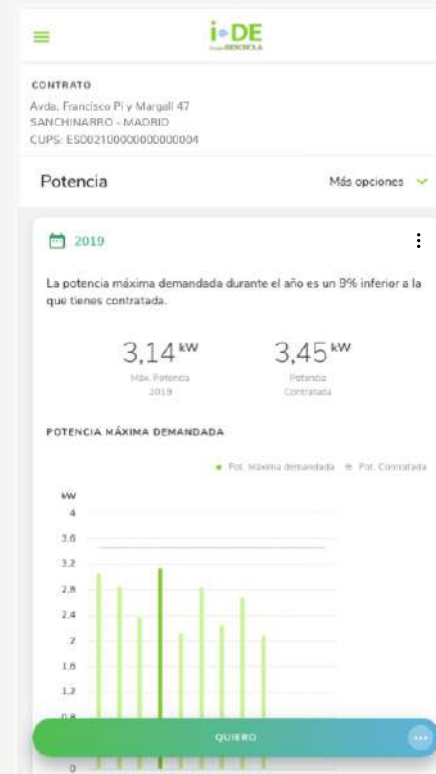 i-DE
Grupo IBERDROLA
CONTRATO
Avda. Francisco Pi y Margall 47
SANCHINARRO - MADRID
CUPS: ES002100000000000004
Potencia
Más opciones
2019
La potencia máxima demandada durante el año es un 9% inferior a la
que tienes contratada.
3,14 kW
3,45 kW
Máx. Potencia
2019
Potencia
Contratada
POTENCIA MÁXIMA DEMANDADA
Pot. Máxima demandada
Pot. Contratada
kW
4
3.6
3.2
2.8
2.4
2
1.6
1.2
0.8
QUIERO
0